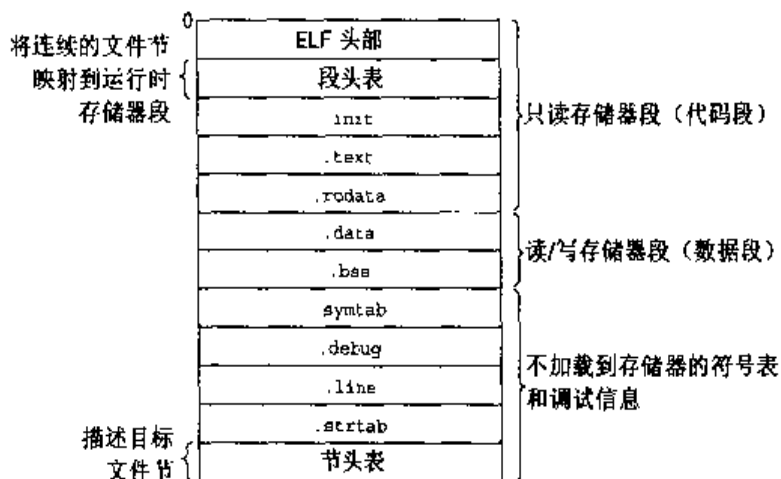 0
将连续的文件节
映射到运行时
存储器段
ELF 头部
段头表
init
.text
.rodata
.data
.bss
symtab
.debug
.line
.strtab
节头表
只读存储器段（代码段）
读/写存储器段（数据段）
不加载到存储器的符号表
和调试信息
描述目标
文件节